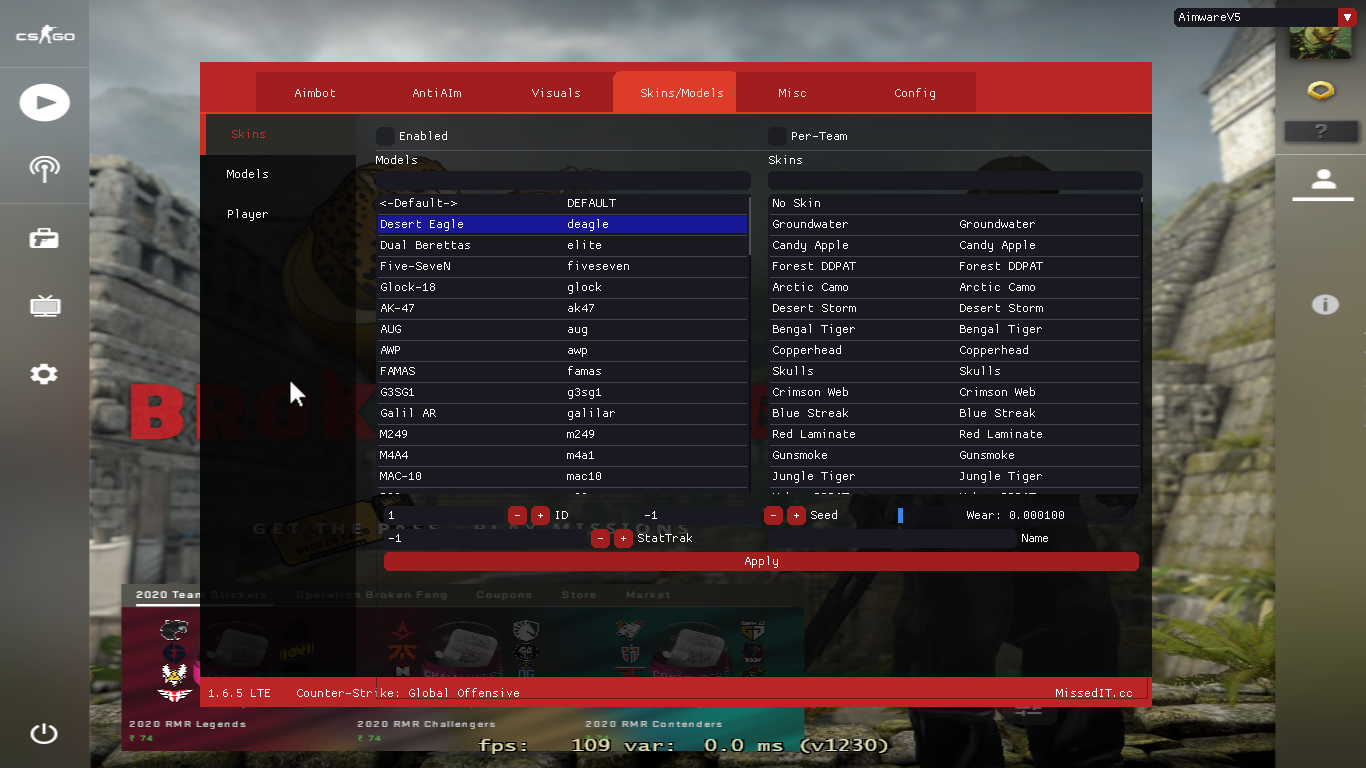 CS GO
AimwareV5
Aimbot AntiAIm Visuals Skins/Models Misc Config
Skins
Models
Player
Enabled
Per-Team
Models
Skins
<-Default-> DEFAULT
Desert Eagle deagle
Dual Berettas elite
Five-SeveN fiveseven
Glock-18 glock
AK-47 ak47
AUG aug
AWP awp
FAMAS famas
G3SG1 g3sg1
Galil AR galilar
M249 m249
M4A4 m4a1
MAC-10 mac10
No Skin
Groundwater Groundwater
Candy Apple Candy Apple
Forest DDPAT Forest DDPAT
Arctic Camo Arctic Camo
Desert Storm Desert Storm
Bengal Tiger Bengal Tiger
Copperhead Copperhead
Skulls Skulls
Crimson Web Crimson Web
Blue Streak Blue Streak
Red Laminate Red Laminate
Gunsmoke Gunsmoke
Jungle Tiger Jungle Tiger
1 - + ID -1 - + Seed Wear: 0.000100
-1 - + StatTrak Name
Apply
BROK
GET THE PASS. PLAY MISSIONS
?
2020 Team Stickers Operation Broken Fang Coupons Store Market
1.6.5 LTE Counter-Strike: Global Offensive MissedIT.cc
2020 RMR Legends 2020 RMR Challengers 2020 RMR Contenders
₹ 74 ₹ 74
fps: 109 var: 0.0 ms (v1230)